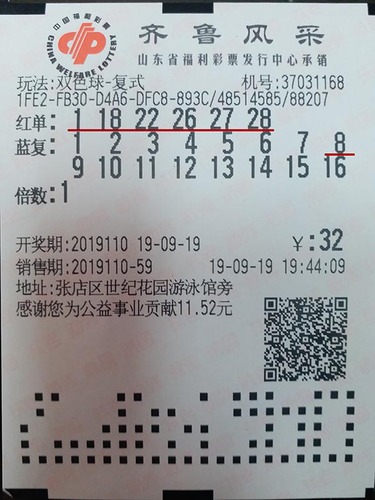 中国福利彩票
CHINA WELFARE LOTTERY
齐鲁风采
山东省福利彩票发行中心承销
玩法:双色球-复式 机号:37031168
1FE2-FB30-D4A6-DFC8-893C/48514585/88207
红单: 1 18 22 26 27 28
蓝复: 1 2 3 4 5 6 7 8
9 10 11 12 13 14 15 16
倍数:1
开奖期:2019110 19-09-19 ¥:32
销售期:2019110-59 19-09-19 19:44:09
地址:张店区世纪花园游泳馆旁
感谢您为公益事业贡献11.52元